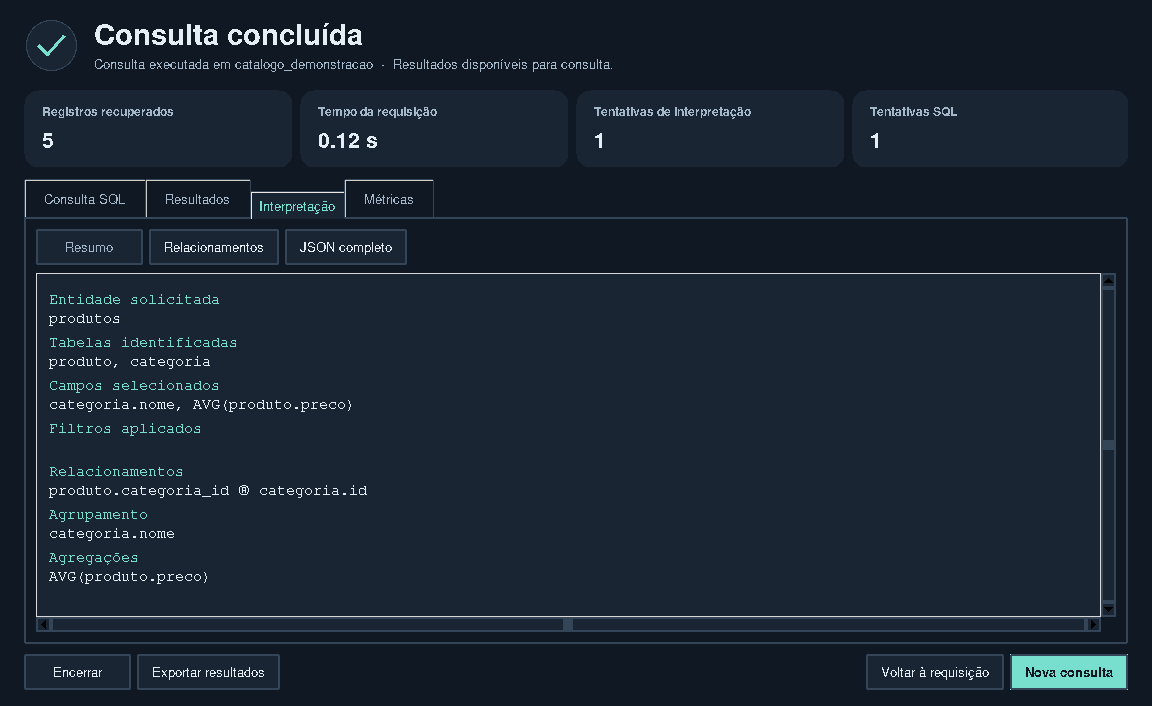 Consulta concluída
Consulta executada em catalogo_demonstracao · Resultados disponíveis para consulta.
Registros recuperados
5
Tempo da requisição
0.12 s
Tentativas de interpretação
1
Tentativas SQL
1
Consulta SQL
Resultados
Interpretação
Métricas
Resumo
Relacionamentos
JSON completo
Entidade solicitada
produtos
Tabelas identificadas
produto, categoria
Campos selecionados
categoria.nome, AVG(produto.preco)
Filtros aplicados
Relacionamentos
produto.categoria_id ® categoria.id
Agrupamento
categoria.nome
Agregações
AVG(produto.preco)
Encerrar
Exportar resultados
Voltar à requisição
Nova consulta